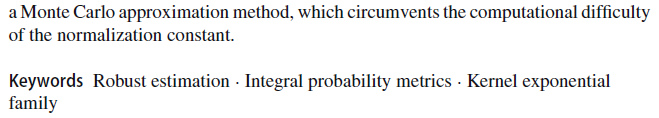 a Monte Carlo approximation method, which circumvents the computational difficulty
of the normalization constant.
Keywords Robust estimation · Integral probability metrics · Kernel exponential
family